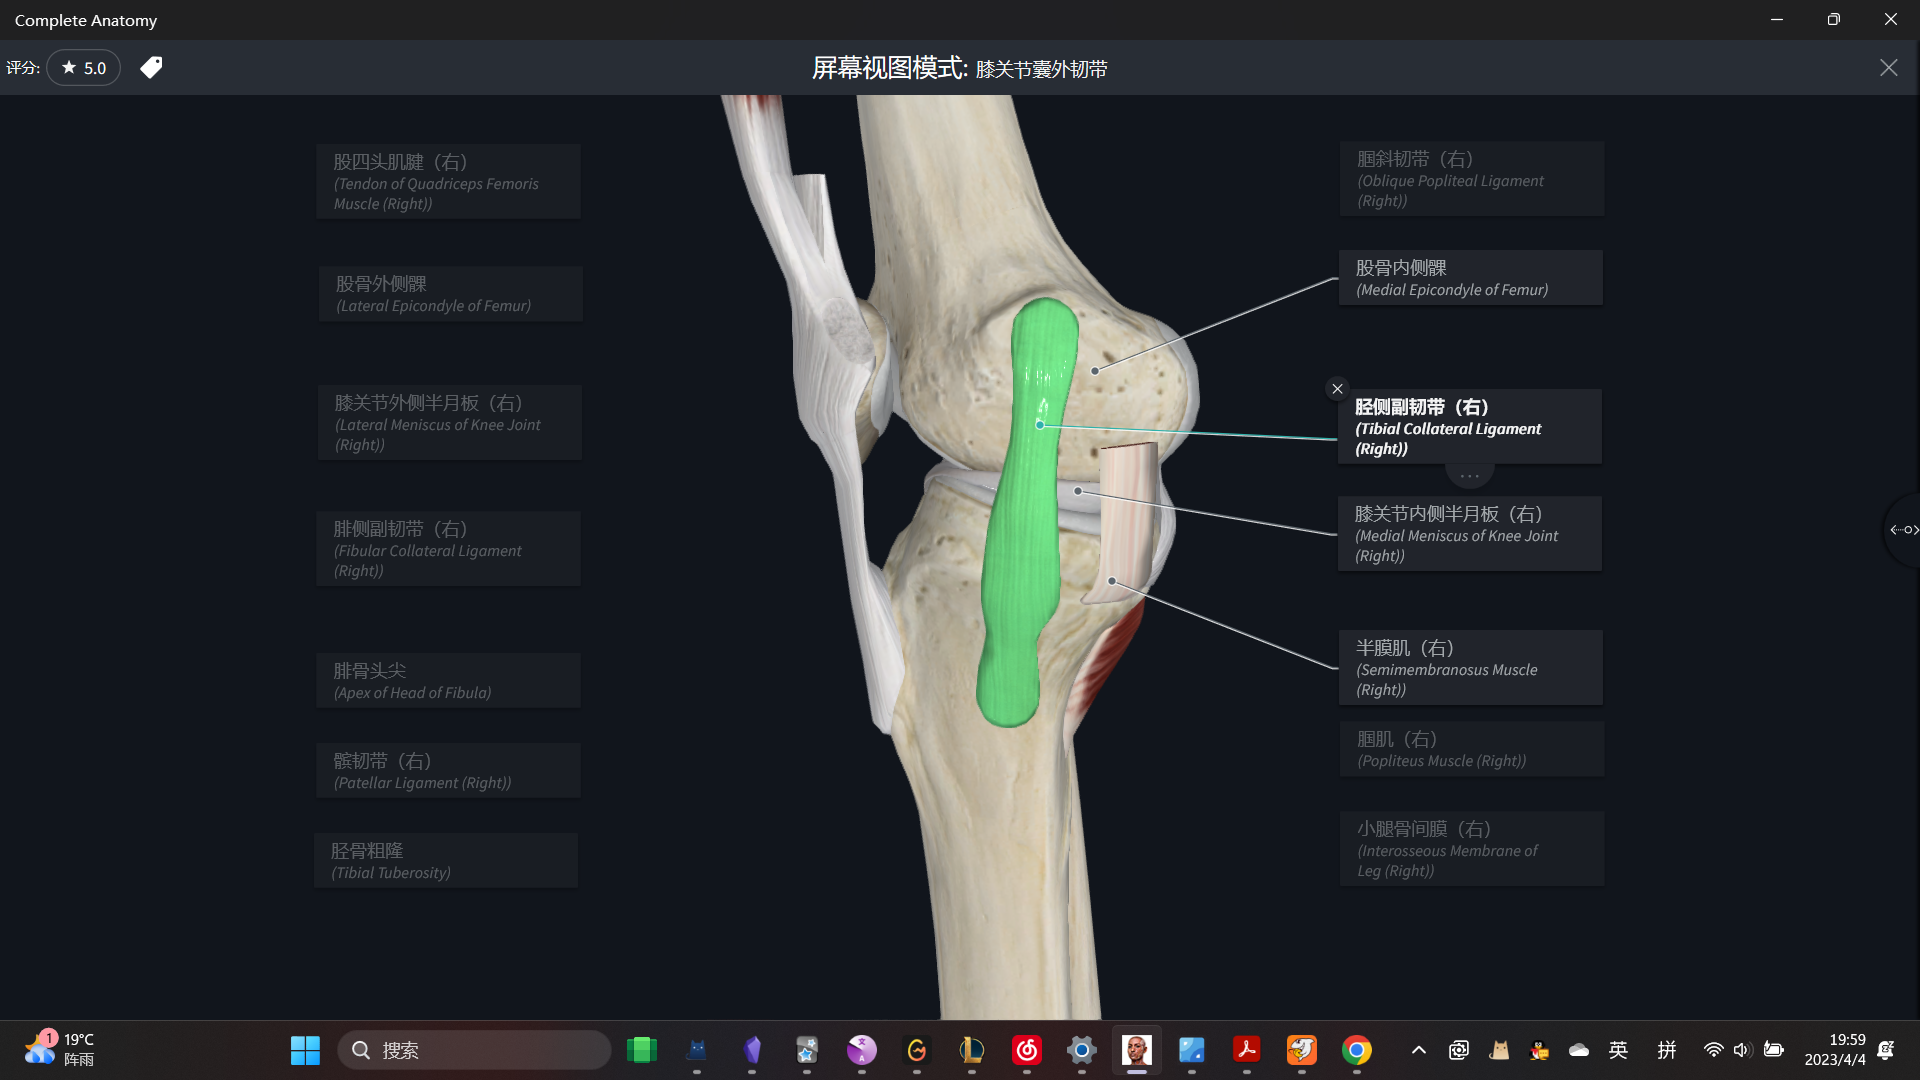 Complete Anatomy
评分: ★ 5.0
屏幕视图模式: 膝关节囊外韧带
股四头肌腱（右）
(Tendon of Quadriceps Femoris
Muscle (Right))
股骨外侧髁
(Lateral Epicondyle of Femur)
膝关节外侧半月板（右）
(Lateral Meniscus of Knee Joint
(Right))
腓侧副韧带（右）
(Fibular Collateral Ligament
(Right))
腓骨头尖
(Apex of Head of Fibula)
髌韧带（右）
(Patellar Ligament (Right))
胫骨粗隆
(Tibial Tuberosity)
腘斜韧带（右）
(Oblique Popliteal Ligament
(Right))
股骨内侧髁
(Medial Epicondyle of Femur)
胫侧副韧带（右）
(Tibial Collateral Ligament
(Right))
...
膝关节内侧半月板（右）
(Medial Meniscus of Knee Joint
(Right))
半膜肌（右）
(Semimembranosus Muscle
(Right))
腘肌（右）
(Popliteus Muscle (Right))
小腿骨间膜（右）
(Interosseous Membrane of
Leg (Right))
1
19°C
阵雨
搜索
英
拼
19:59
2023/4/4